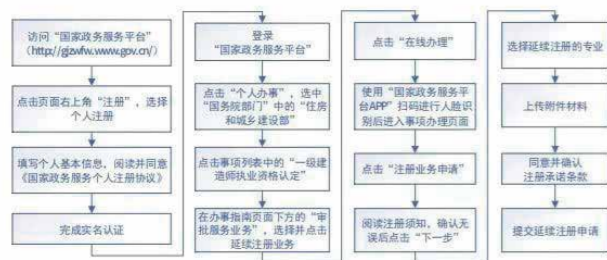 访问“国家政务服务平台”
（http://gjzwfw.www.gov.cn/）
点击页面右上角“注册”，选择
个人注册
填写个人基本信息，阅读并同意
《国家政务服务个人注册协议》
完成实名认证
登录
“国家政务服务平台”
点击“个人办事”，选中
“国务院部门”中的“住房
和城乡建设部”
点击事项列表中的“一级建
造师执业资格认定”
在办事指南页面下方的“审
批服务业务”，选择并点击
延续注册业务
点击“在线办理”
使用“国家政务服务平
台APP”扫码进行人脸识
别后进入事项办理页面
点击“注册业务申请”
阅读注册须知，确认无
误后点击“下一步”
选择延续注册的专业
上传附件材料
同意并确认
注册承诺条款
提交延续注册申请